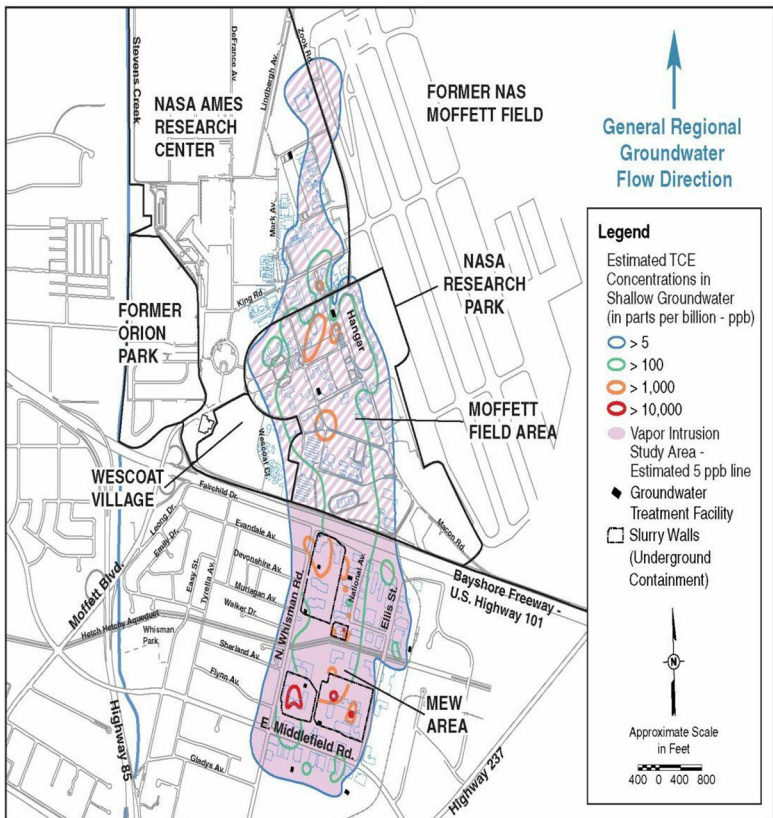 Stevens Creek
DeFrance Av.
Lindbergh Av.
Zook Rd.
NASA AMES
RESEARCH
CENTER
FORMER NAS
MOFFETT FIELD
General Regional
Groundwater
Flow Direction
Mark Av.
NASA
RESEARCH
PARK
King Rd.
FORMER
ORION
PARK
Hangar
MOFFETT
FIELD AREA
Wescoat Ct.
WESCOAT
VILLAGE
Fairchild Dr.
Leong Dr.
Emily Dr.
Evandale Av.
Macon Rd.
Moffett Blvd.
Easy St.
Tyrella Av.
Devonshire Av.
N. Whisman Rd.
National Av.
Ellis St.
Bayshore Freeway -
U.S. Highway 101
Murlagan Av.
Walker Dr.
Hetch Hetchy Aqueduct
Whisman
Park
Sherland Av.
Flynn Av.
MEW
AREA
E. Middlefield Rd.
Highway 85
Gladys Av.
Highway 237
Legend
Estimated TCE
Concentrations in
Shallow Groundwater
(in parts per billion - ppb)
> 5
> 100
> 1,000
> 10,000
Vapor Intrusion
Study Area -
Estimated 5 ppb line
Groundwater
Treatment Facility
Slurry Walls
(Underground
Containment)
N
Approximate Scale
in Feet
400 0 400 800